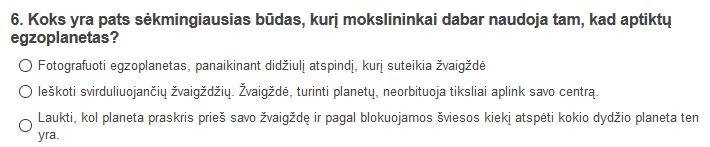 6. Koks yra pats sėkmingiausias būdas, kurį mokslininkai dabar naudoja tam, kad aptiktų
egzoplanetas?
Fotografuoti egzoplanetas, panaikinant didžiulį atspindį, kurį suteikia žvaigždė
Ieškoti svirduliuojančių žvaigždžių. Žvaigždė, turinti planetų, neorbituoja tiksliai aplink savo centrą.
Laukti, kol planeta praskris prieš savo žvaigždę ir pagal blokuojamos šviesos kiekį atspėti kokio dydžio planeta ten
yra.